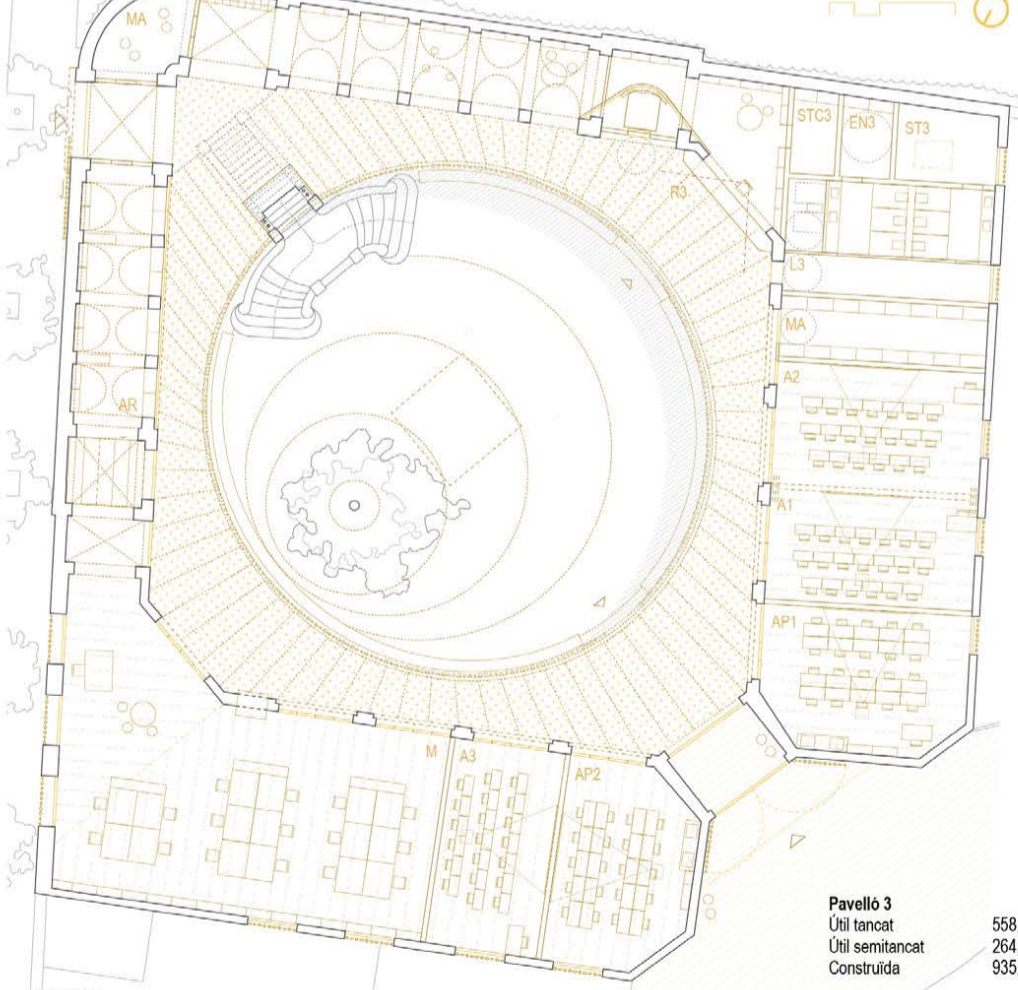 MA
STC3
EN3
ST3
R3
L3
MA
A2
AR
A1
AP1
M
A3
AP2
Pavelló 3
Útil tancat 558
Útil semitancat 264
Construïda 935